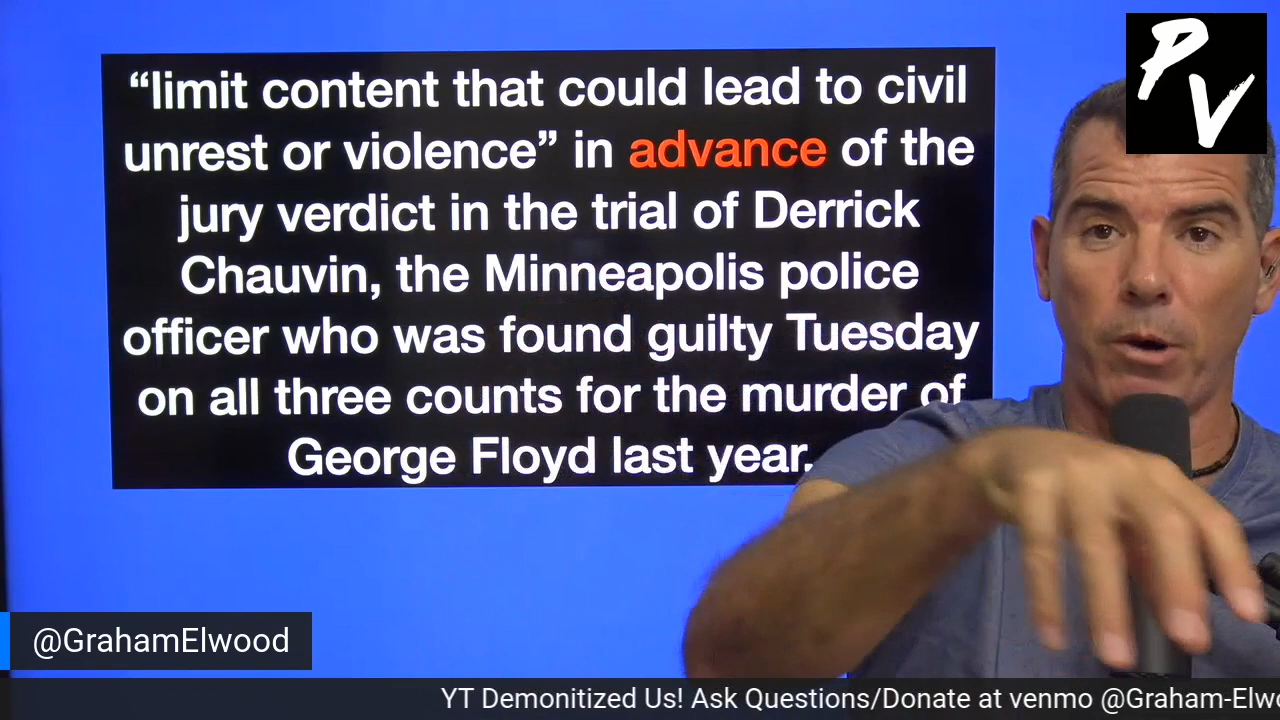 “limit content that could lead to civil
unrest or violence” in advance of the
jury verdict in the trial of Derrick
Chauvin, the Minneapolis police
officer who was found guilty Tuesday
on all three counts for the murder of
George Floyd last year.
PV
@GrahamElwood
YT Demonitized Us! Ask Questions/Donate at venmo